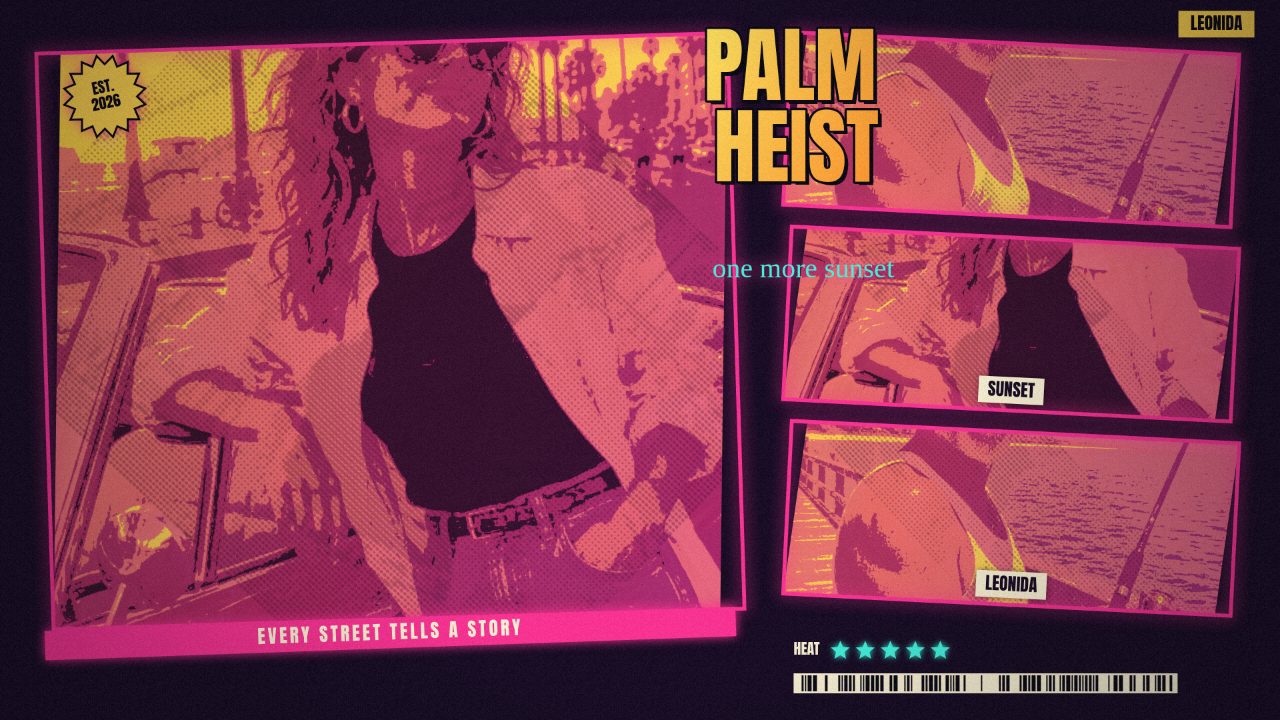 LEONIDA
EST.
2026
PALM
HEIST
one more sunset
SUNSET
LEONIDA
EVERY STREET TELLS A STORY
HEAT